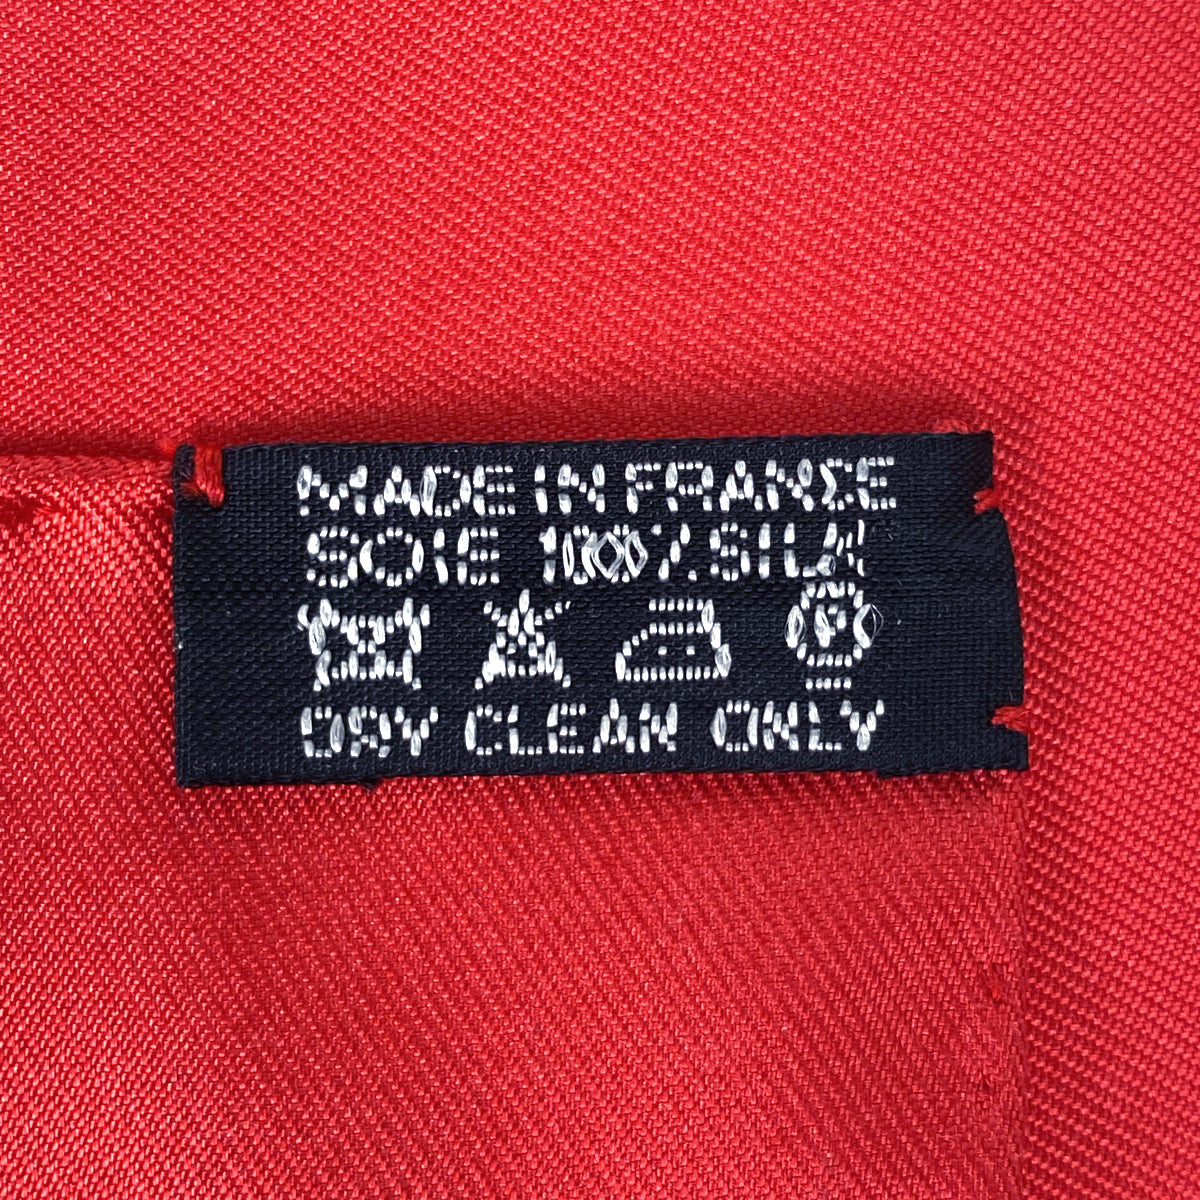 MADE IN FRANCE
SOIE 100% SILK
P
DRY CLEAN ONLY